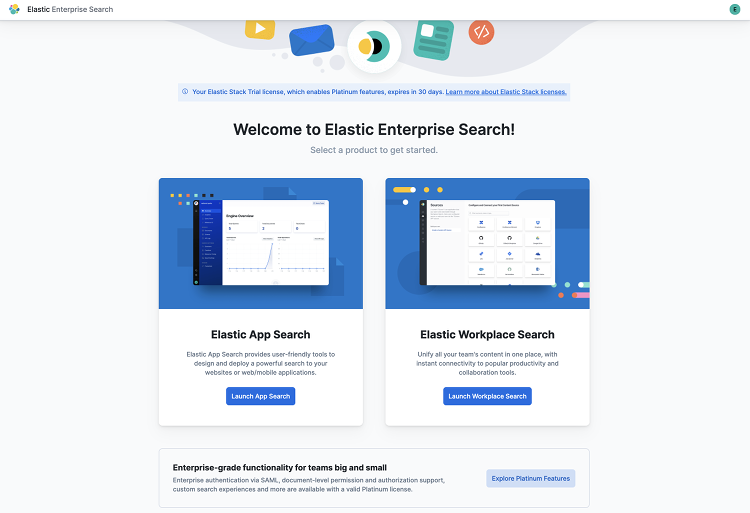 Elastic Enterprise Search
E
Your Elastic Stack Trial license, which enables Platinum features, expires in 30 days. Learn more about Elastic Stack licenses.
Welcome to Elastic Enterprise Search!
Select a product to get started.
Engine Overview
Sources
Elastic App Search
Elastic App Search provides user-friendly tools to
design and deploy a powerful search to your
websites or web/mobile applications.
Launch App Search
Elastic Workplace Search
Unify all your team's content in one place, with
instant connectivity to popular productivity and
collaboration tools.
Launch Workplace Search
Enterprise-grade functionality for teams big and small
Enterprise authentication via SAML, document-level permission and authorization support,
custom search experiences and more are available with a valid Platinum license.
Explore Platinum Features